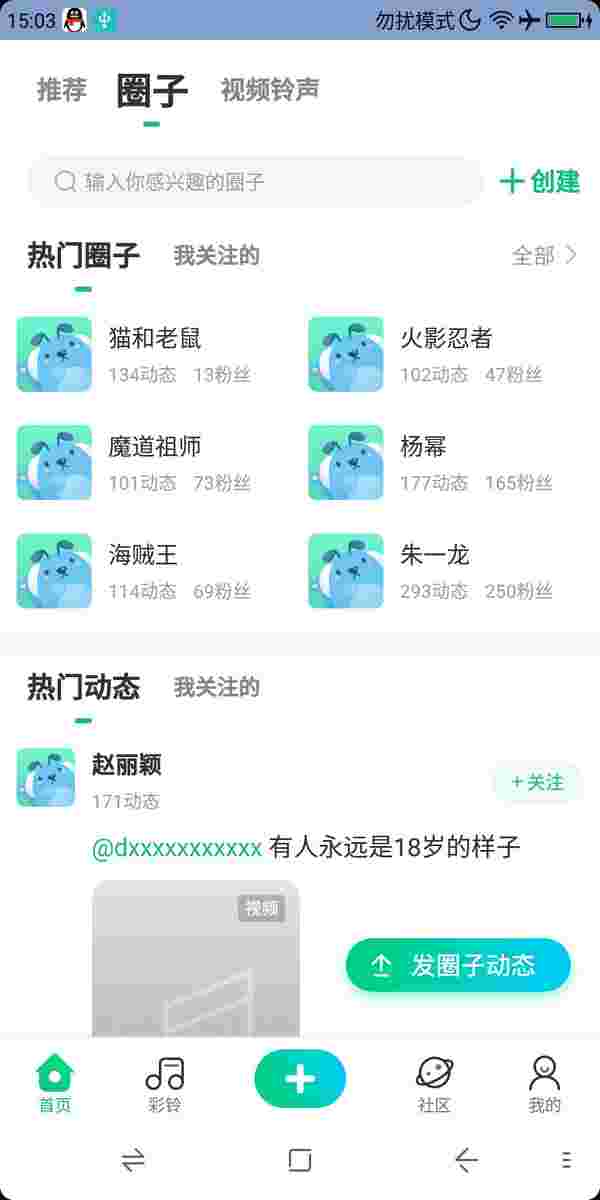 15:03 勿扰模式
推荐 圈子 视频铃声
输入你感兴趣的圈子 创建
热门圈子 我关注的 全部
猫和老鼠 火影忍者
134动态 13粉丝 102动态 47粉丝
魔道祖师 杨幂
101动态 73粉丝 177动态 165粉丝
海贼王 朱一龙
114动态 69粉丝 293动态 250粉丝
热门动态 我关注的
赵丽颖
171动态 +关注
@dxxxxxxxxxxx 有人永远是18岁的样子
视频
发圈子动态
首页 彩铃 社区 我的